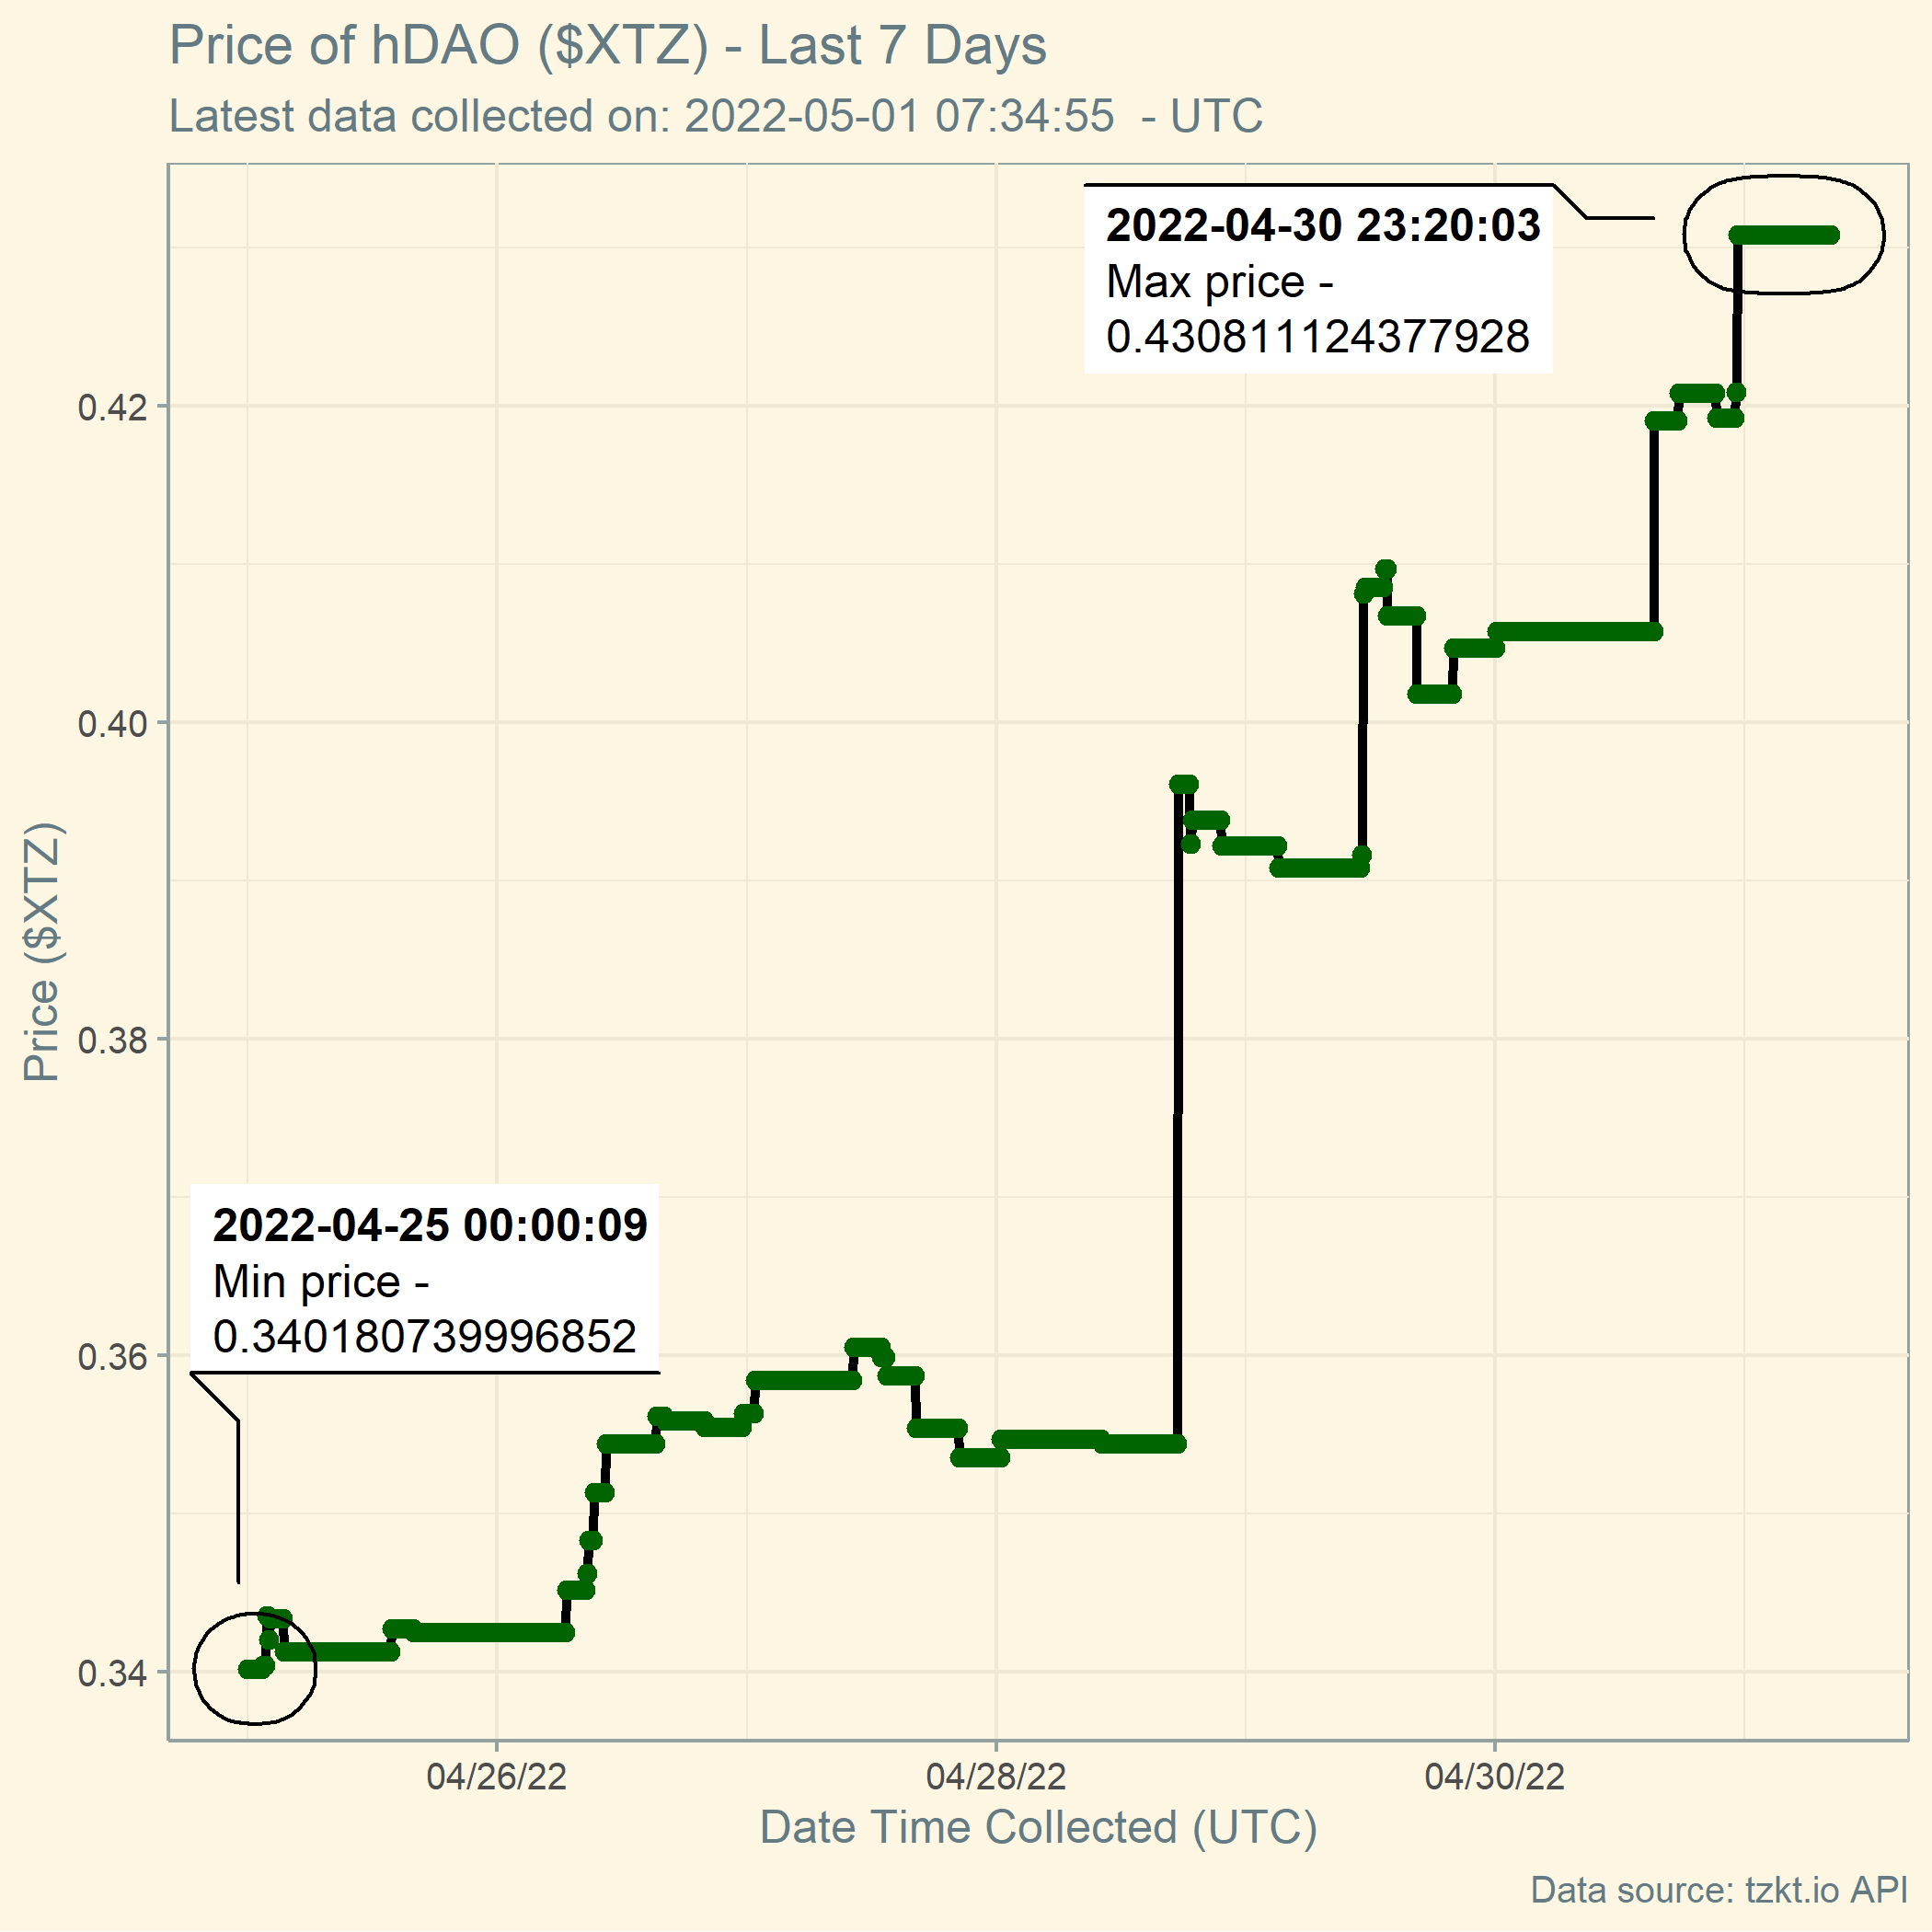 Price of hDAO ($XTZ) - Last 7 Days
Latest data collected on: 2022-05-01 07:34:55  - UTC
2022-04-30 23:20:03
Max price -
0.430811124377928
0.42
0.40
0.38
0.36
0.34
Price ($XTZ)
2022-04-25 00:00:09
Min price -
0.340180739996852
04/26/22
04/28/22
04/30/22
Date Time Collected (UTC)
Data source: tzkt.io API